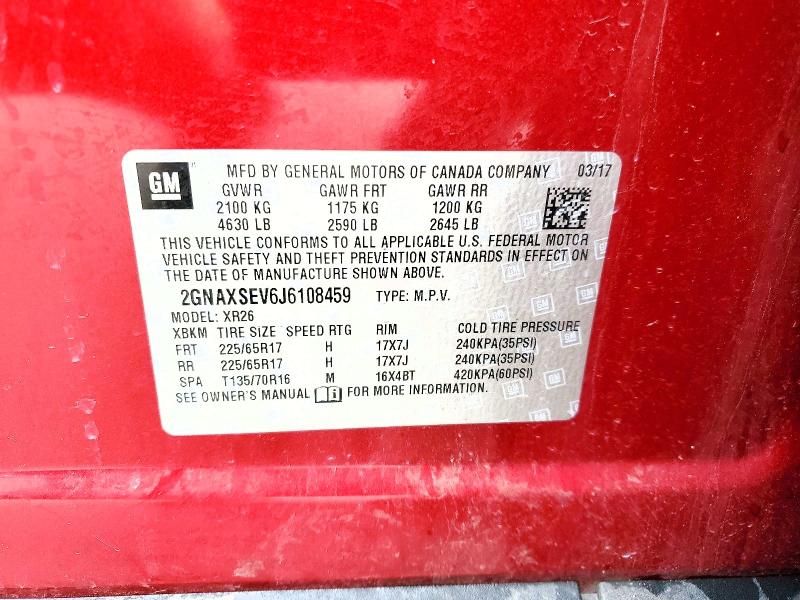 GM MFD BY GENERAL MOTORS OF CANADA COMPANY 03/17
GVWR GAWR FRT GAWR RR
2100 KG 1175 KG 1200 KG
4630 LB 2590 LB 2645 LB
THIS VEHICLE CONFORMS TO ALL APPLICABLE U.S. FEDERAL MOTOR
VEHICLE SAFETY AND THEFT PREVENTION STANDARDS IN EFFECT ON
THE DATE OF MANUFACTURE SHOWN ABOVE.
2GNAXSEV6J6108459 TYPE: M.P.V.
MODEL: XR26
XBKM TIRE SIZE SPEED RTG RIM COLD TIRE PRESSURE
FRT 225/65R17 H 17X7J 240KPA(35PSI)
RR 225/65R17 H 17X7J 240KPA(35PSI)
SPA T135/70R16 M 16X4BT 420KPA(60PSI)
SEE OWNER'S MANUAL FOR MORE INFORMATION.